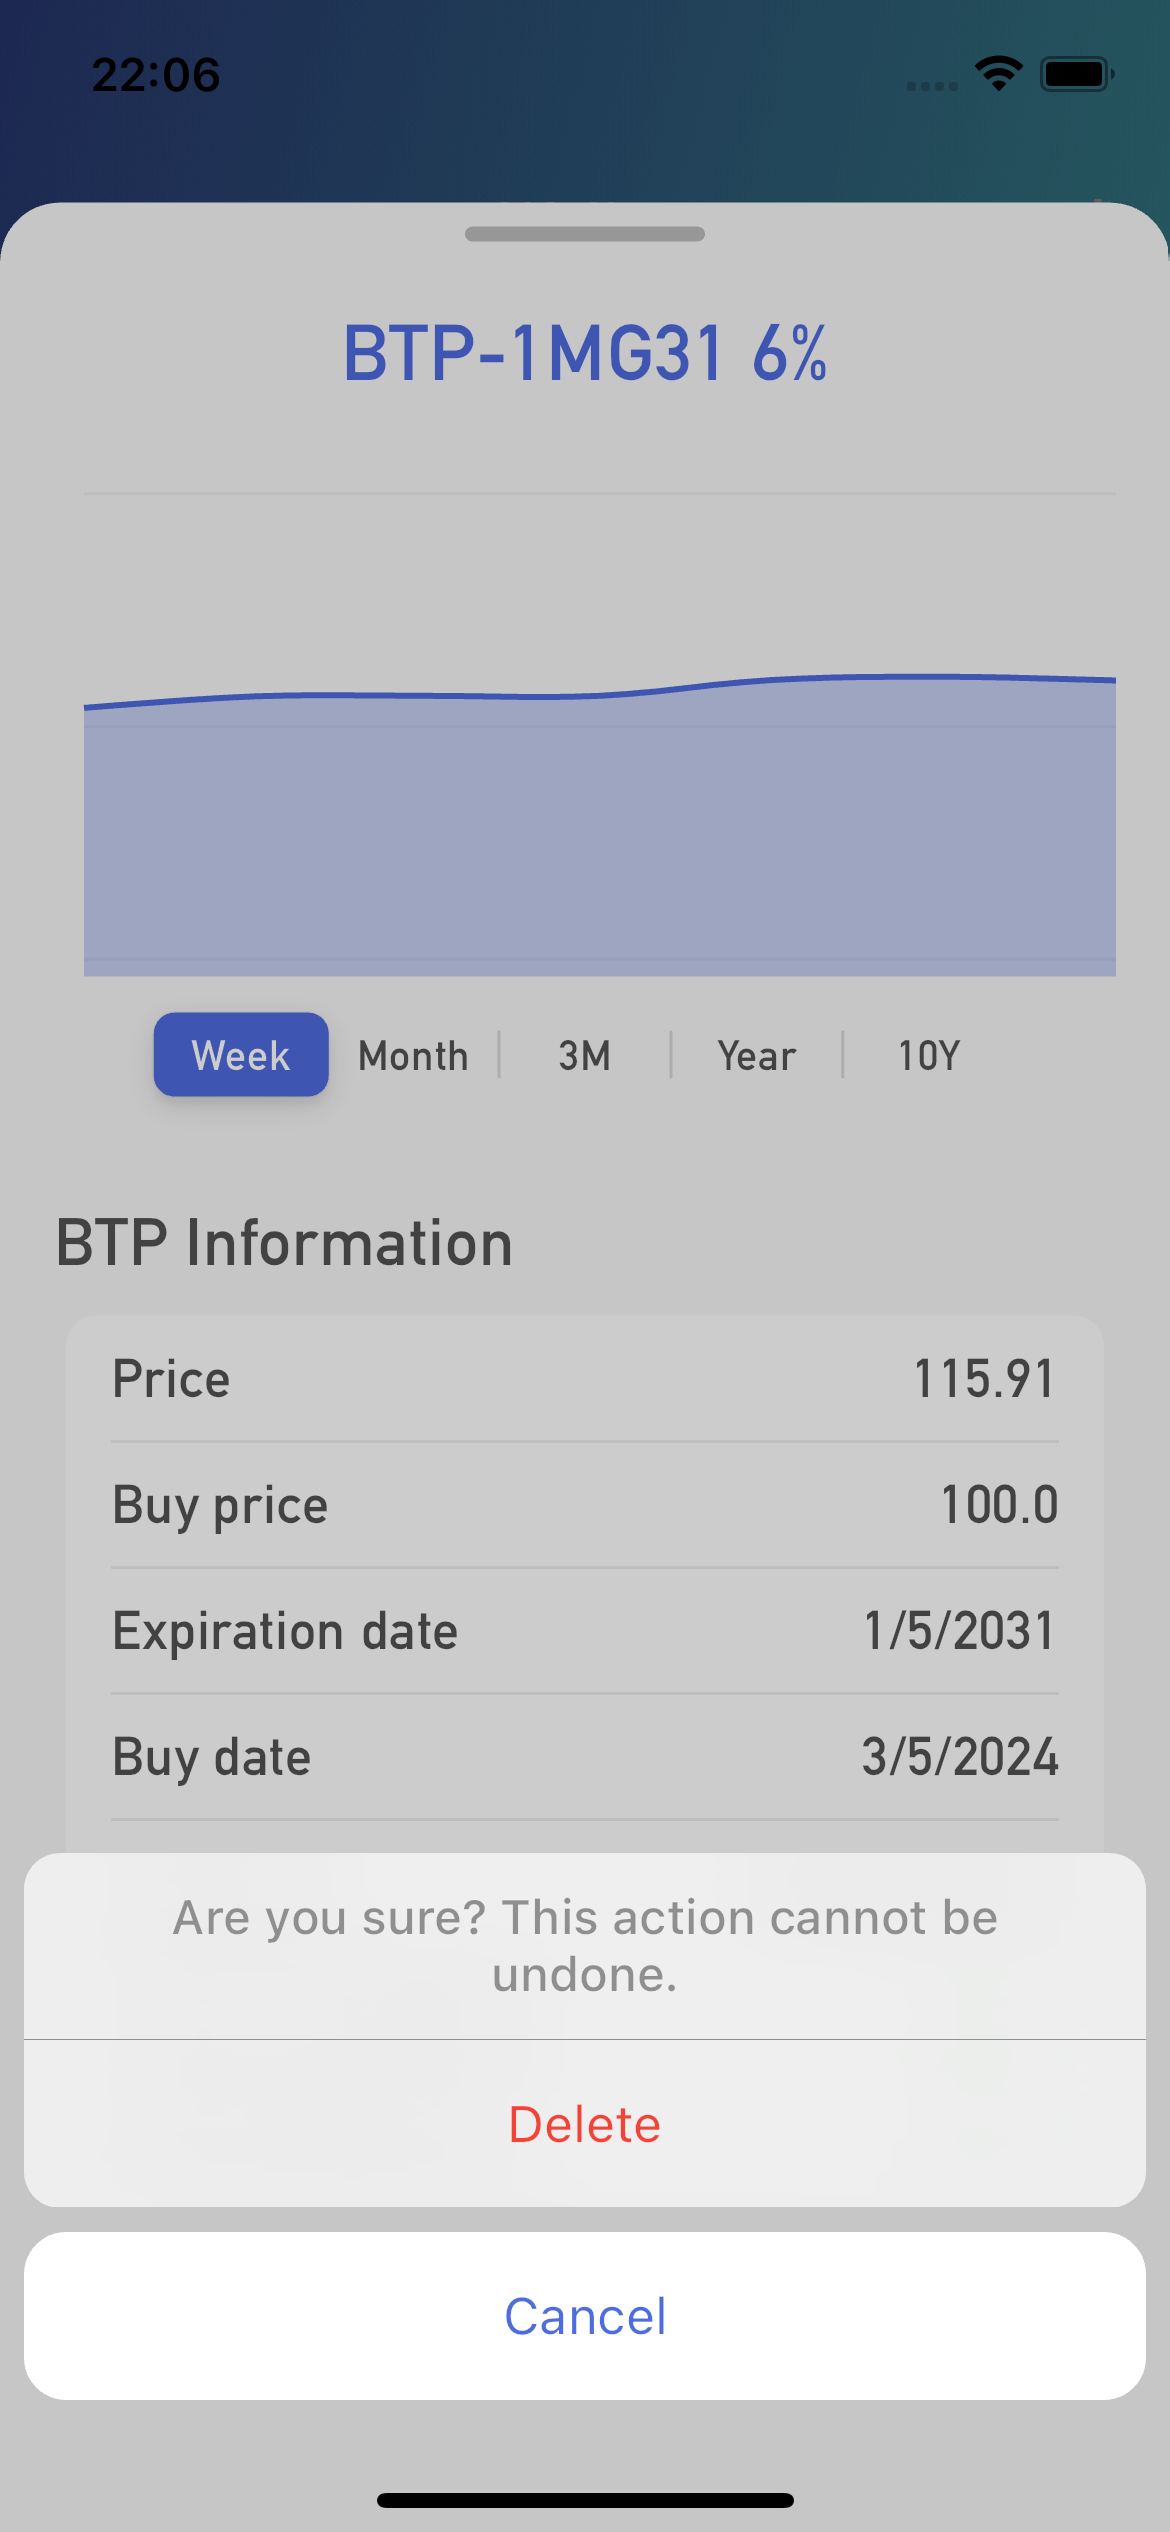 22:06
BTP-1MG31 6%
Week Month 3M Year 10Y
BTP Information
Price 115.91
Buy price 100.0
Expiration date 1/5/2031
Buy date 3/5/2024
Are you sure? This action cannot be
undone.
Delete
Cancel